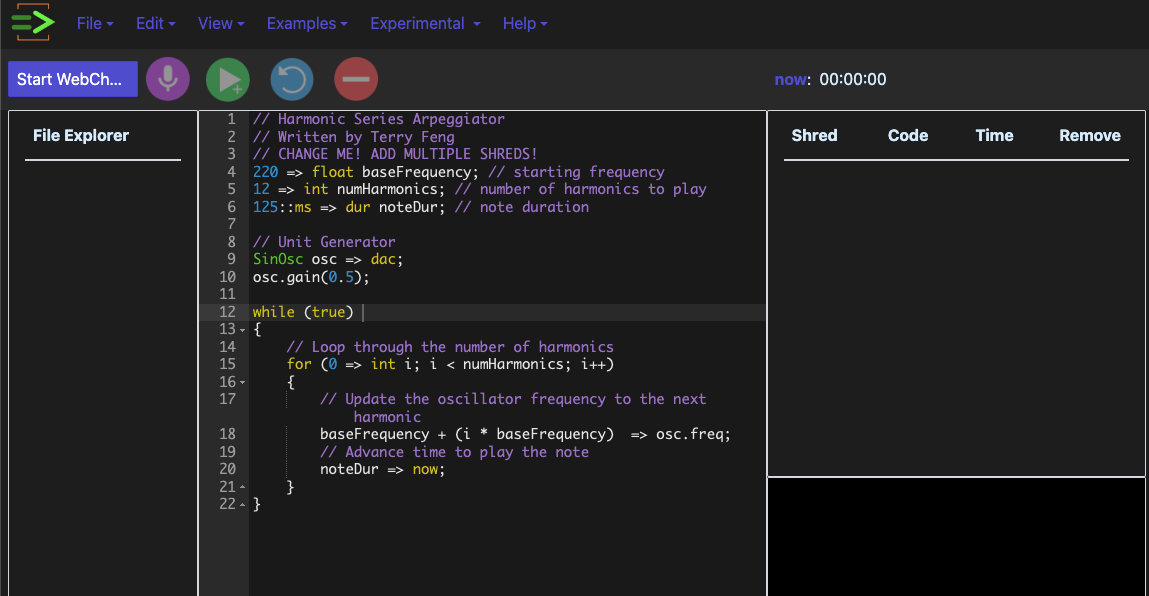 File Edit View Examples Experimental Help
Start WebCh... now: 00:00:00
File Explorer
1 // Harmonic Series Arpeggiator
2 // Written by Terry Feng
3 // CHANGE ME! ADD MULTIPLE SHREDS!
4 220 => float baseFrequency; // starting frequency
5 12 => int numHarmonics; // number of harmonics to play
6 125::ms => dur noteDur; // note duration
7
8 // Unit Generator
9 SinOsc osc => dac;
10 osc.gain(0.5);
11
12 while (true)
13 {
14 // Loop through the number of harmonics
15 for (0 => int i; i < numHarmonics; i++)
16 {
17 // Update the oscillator frequency to the next
harmonic
18 baseFrequency + (i * baseFrequency)  => osc.freq;
19 // Advance time to play the note
20 noteDur => now;
21 }
22 }
Shred Code Time Remove